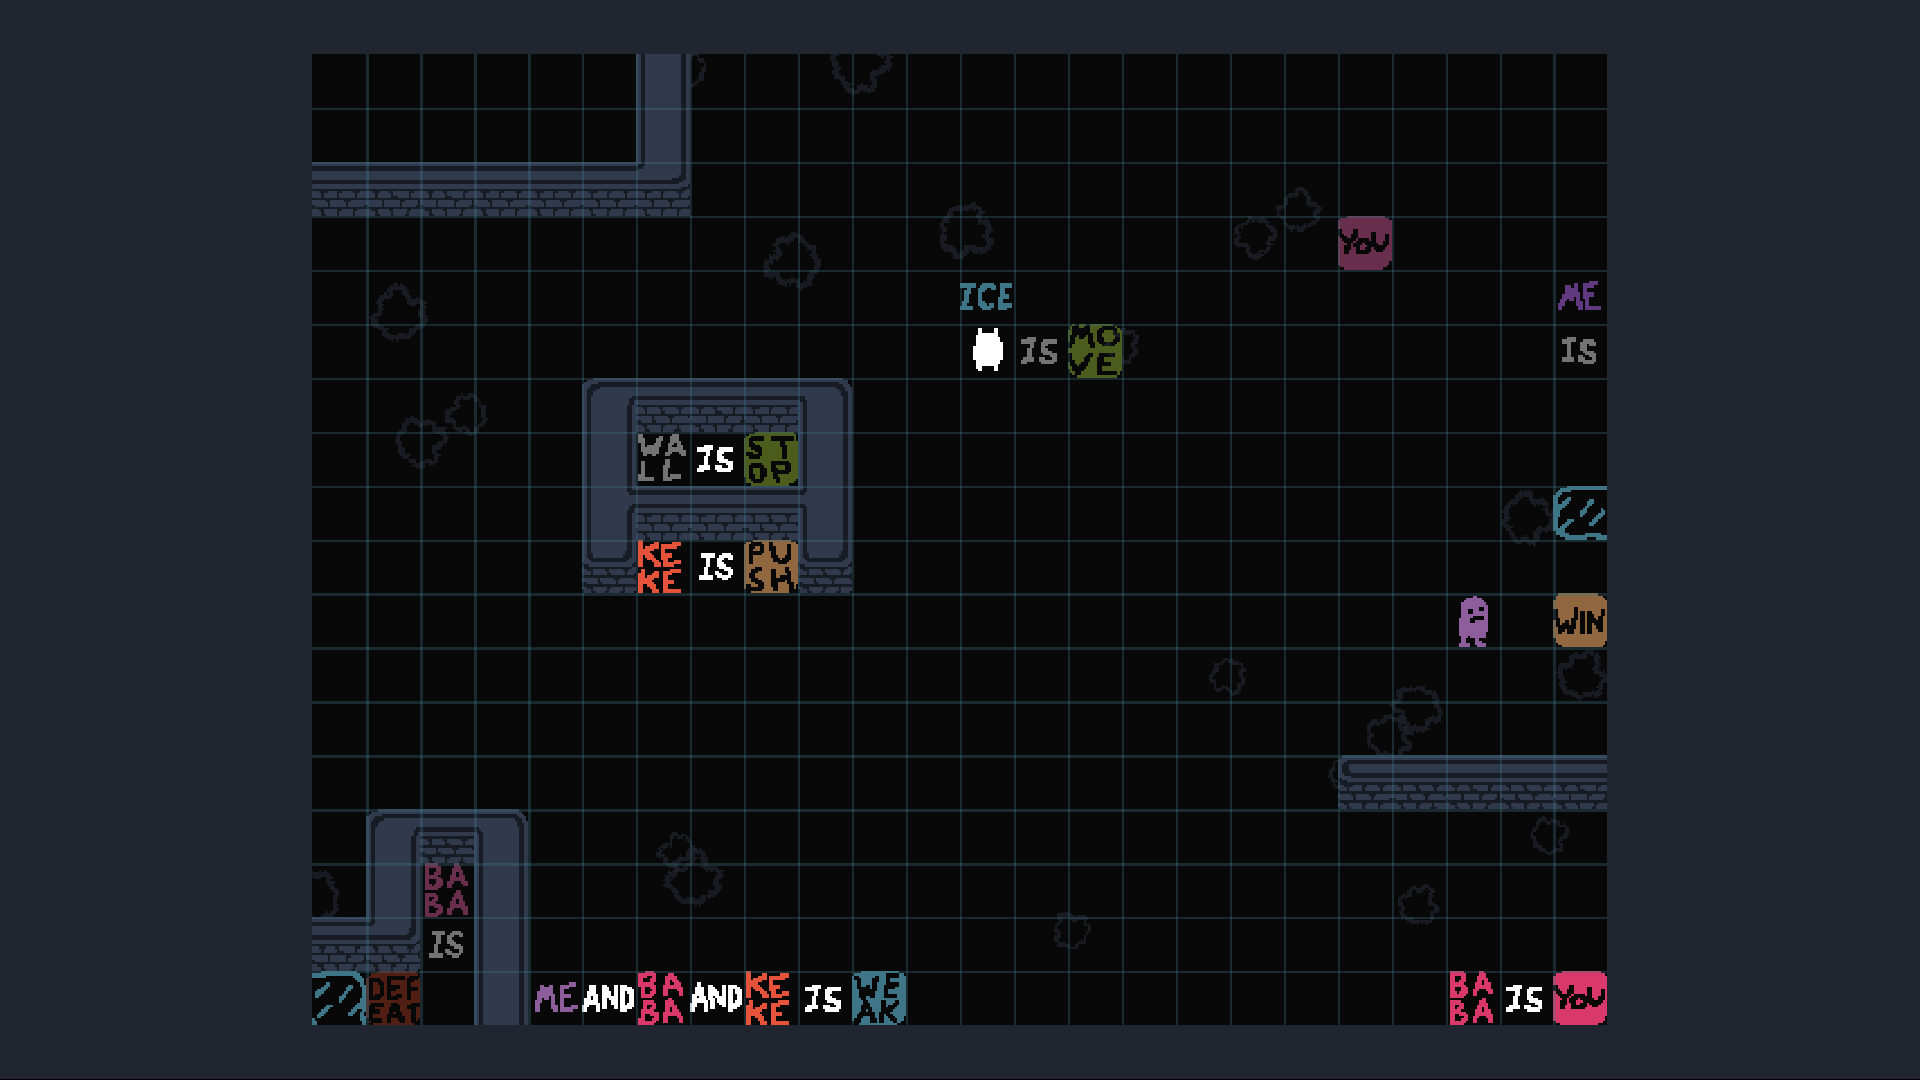 YOU
ICE ME
IS MOVE IS
WALL IS STOP
KEKE IS PUSH
WIN
BABA
IS
DEFEAT ME AND BABA AND KEKE IS WEAK BABA IS YOU